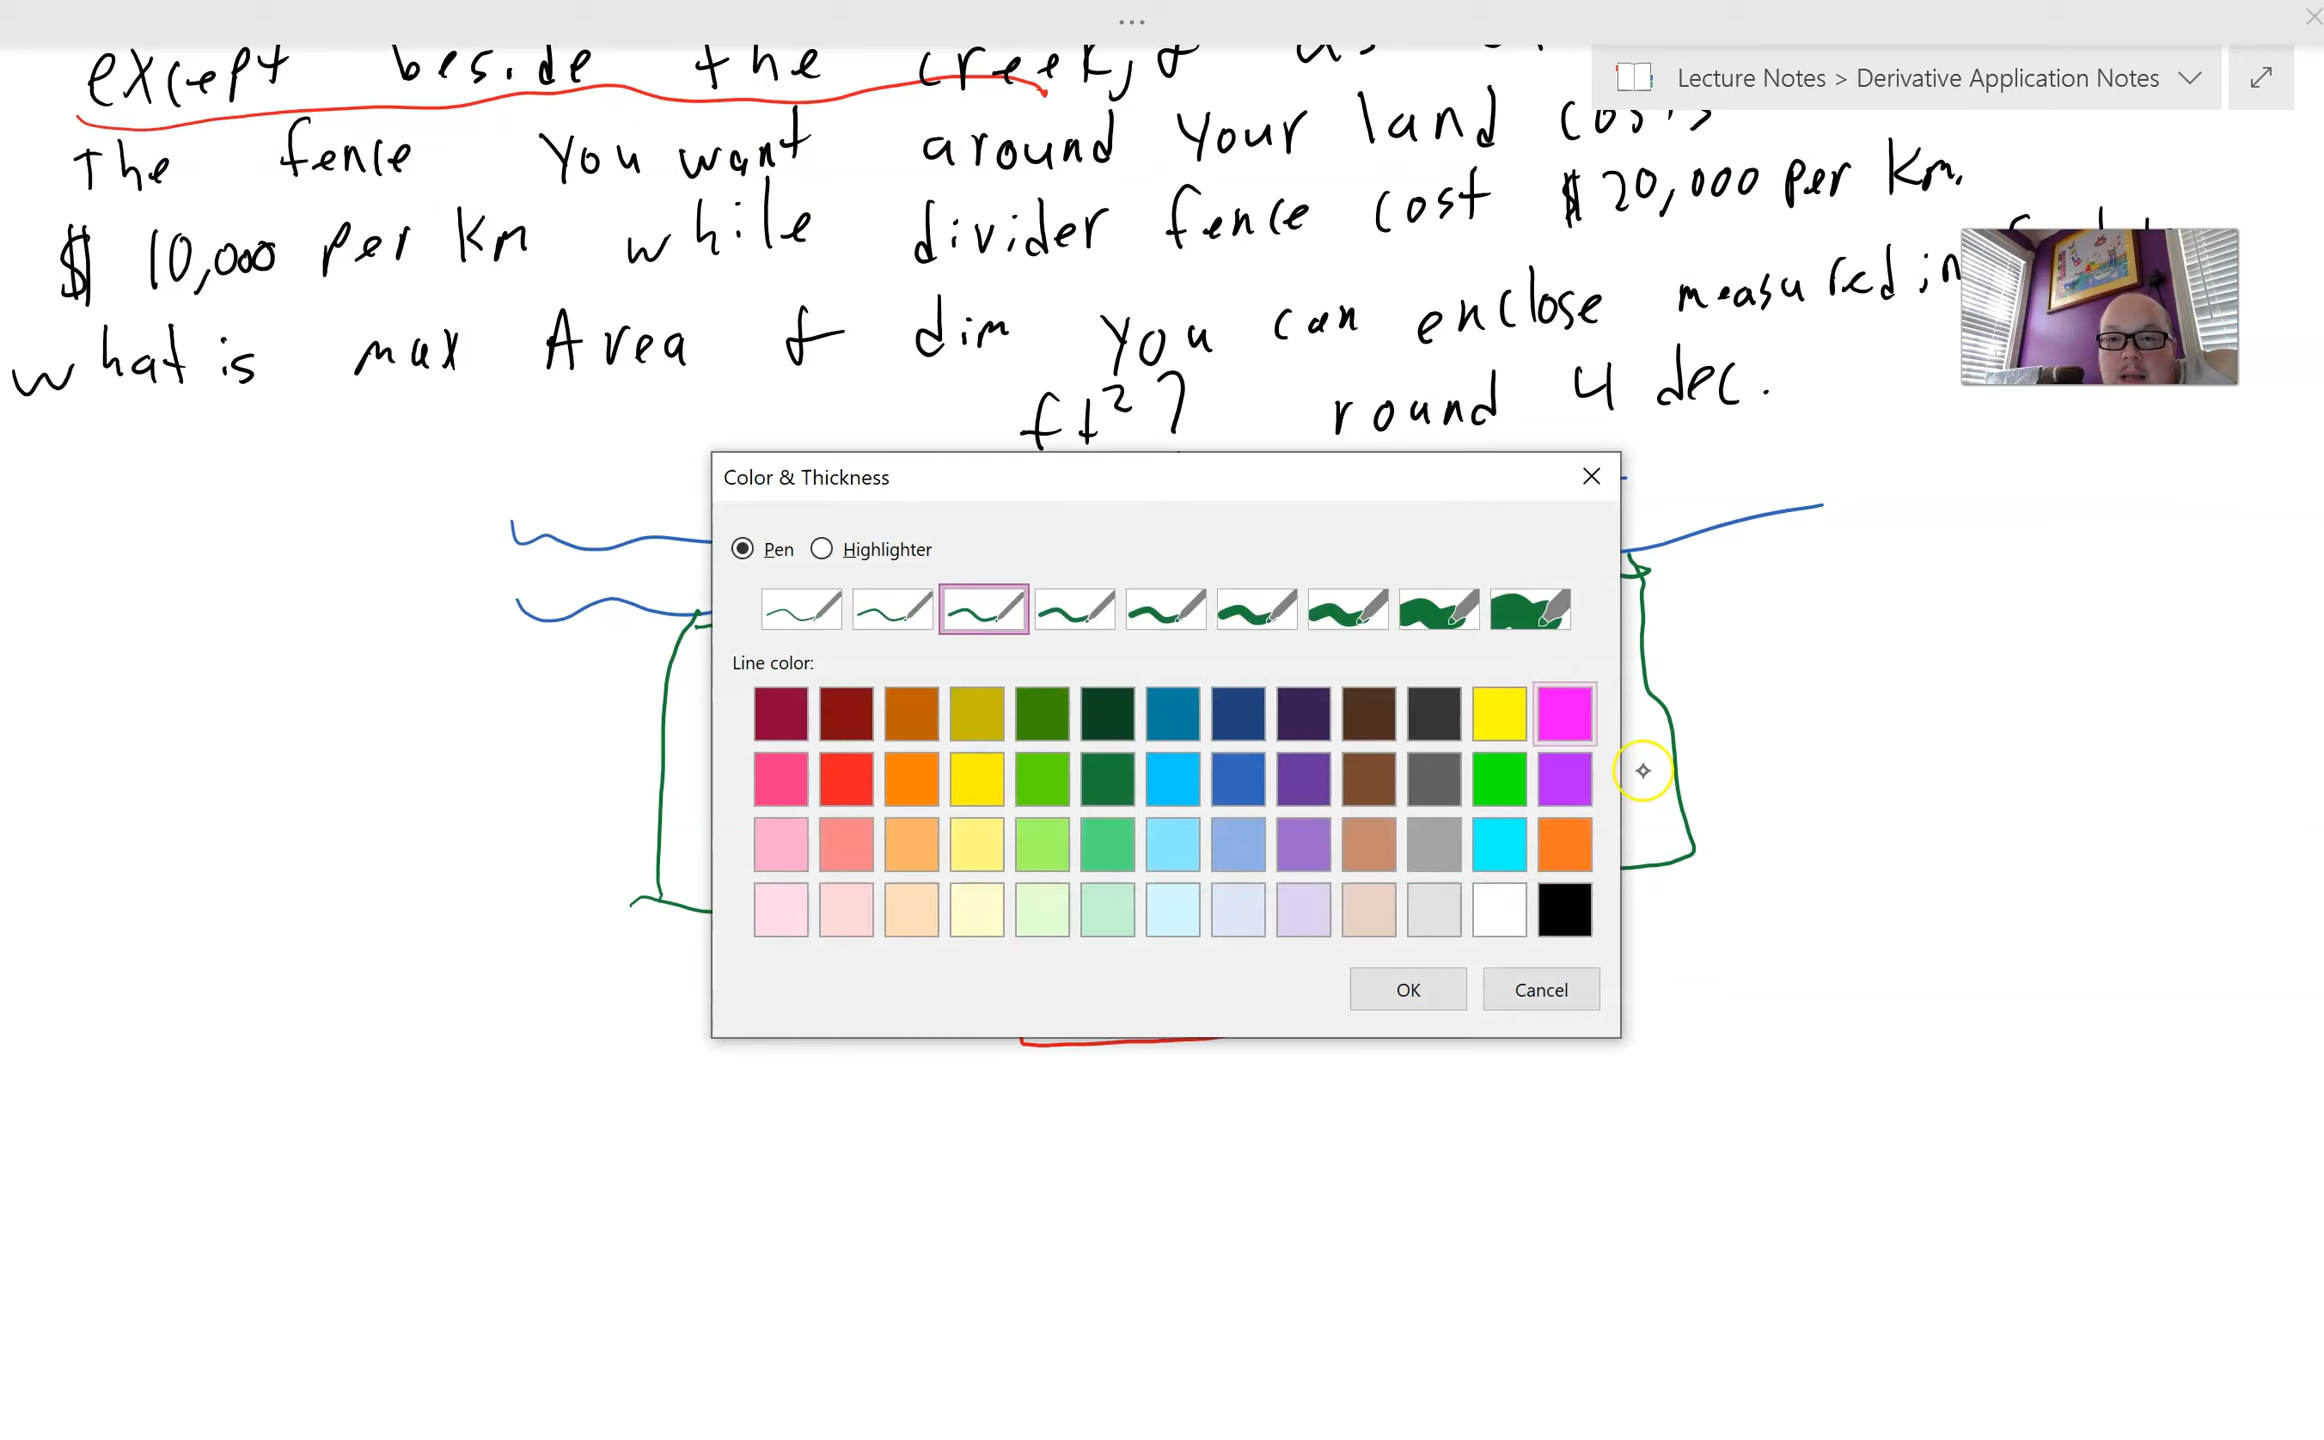 ...
except beside the creek, &
Lecture Notes > Derivative Application Notes
The fence you want around your land costs
$ 10,000 per Km while divider fence cost $20,000 per Km.
what is max Area & dim you can enclose measured in
ft²? round 4 dec.
Color & Thickness
Pen Highlighter
Line color:
OK Cancel